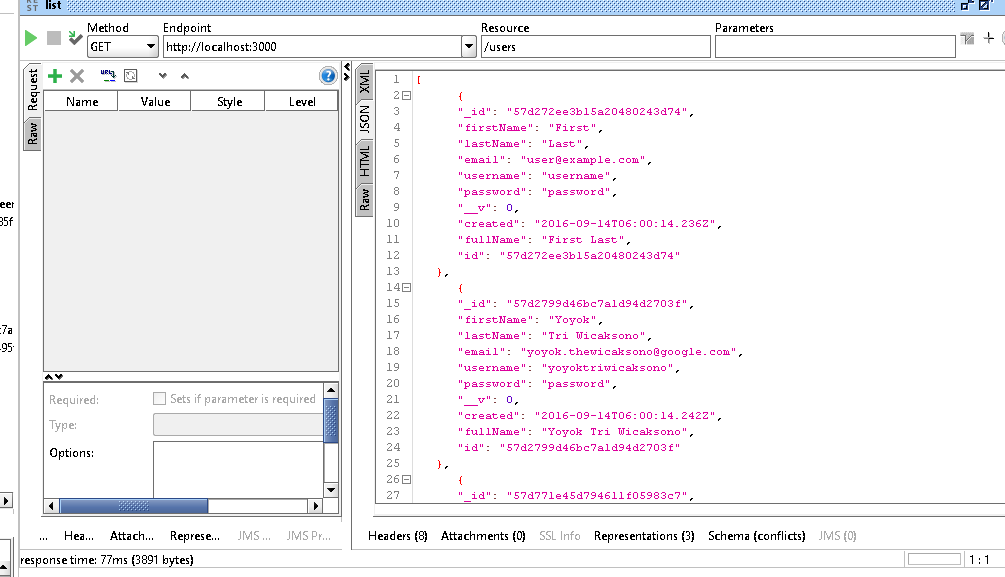 REST list
Method Endpoint Resource Parameters
GET http://localhost:3000 /users
Request
Raw
Name Value Style Level
Required: Sets if parameter is required
Type:
Options:
... Hea... Attach... Represe... JMS ... JMS Pr...
XML
JSON
HTML
Raw
1 [
2 {
3 "_id": "57d272ee3b15a20480243d74",
4 "firstName": "First",
5 "lastName": "Last",
6 "email": "user@example.com",
7 "username": "username",
8 "password": "password",
9 "__v": 0,
10 "created": "2016-09-14T06:00:14.236Z",
11 "fullName": "First Last",
12 "id": "57d272ee3b15a20480243d74"
13 },
14 {
15 "_id": "57d2799d46bc7a1d94d2703f",
16 "firstName": "Yoyok",
17 "lastName": "Tri Wicaksono",
18 "email": "yoyok.thewicaksono@google.com",
19 "username": "yoyoktriwicaksono",
20 "password": "password",
21 "__v": 0,
22 "created": "2016-09-14T06:00:14.242Z",
23 "fullName": "Yoyok Tri Wicaksono",
24 "id": "57d2799d46bc7a1d94d2703f"
25 },
26 {
27 "_id": "57d771e45d794611f05983c7",
Headers (8) Attachments (0) SSL Info Representations (3) Schema (conflicts) JMS (0)
response time: 77ms (3891 bytes)
1 : 1